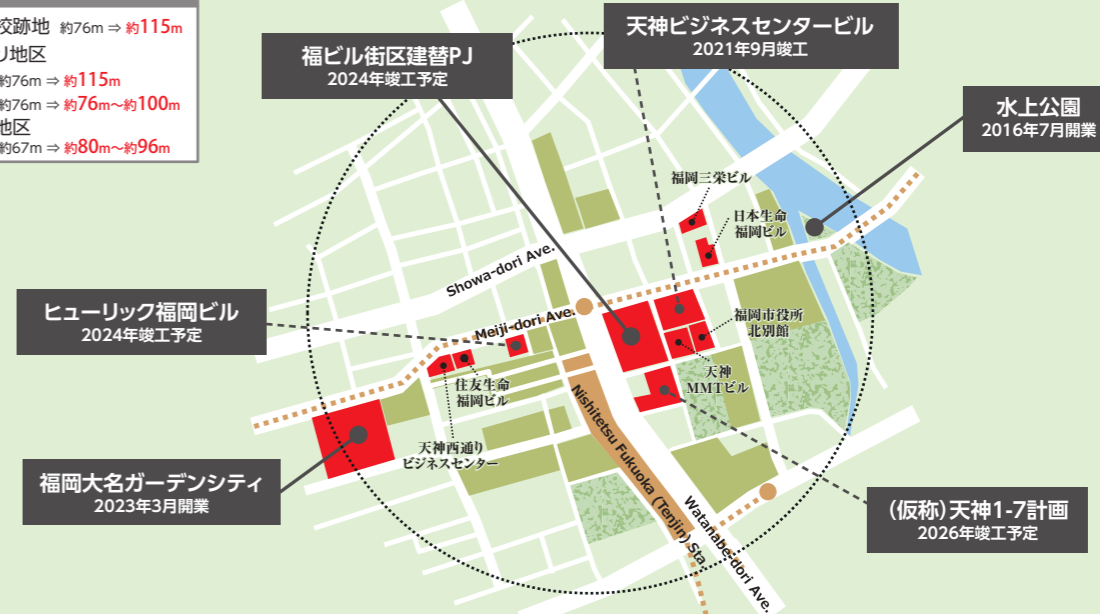 校跡地 約76m ⇒ 約115m
リ地区
約76m ⇒ 約115m
約76m ⇒ 約76m～約100m
地区
約67m ⇒ 約80m～約96m
福ビル街区建替PJ
2024年竣工予定
天神ビジネスセンタービル
2021年9月竣工
水上公園
2016年7月開業
福岡三栄ビル
日本生命
福岡ビル
Showa-dori Ave.
ヒューリック福岡ビル
2024年竣工予定
Meiji-dori Ave.
福岡市役所
北別館
天神
MMTビル
住友生命
福岡ビル
天神西通り
ビジネスセンター
Nishitetsu Fukuoka (Tenjin) Sta.
Watanabe-dori Ave.
福岡大名ガーデンシティ
2023年3月開業
（仮称）天神1-7計画
2026年竣工予定